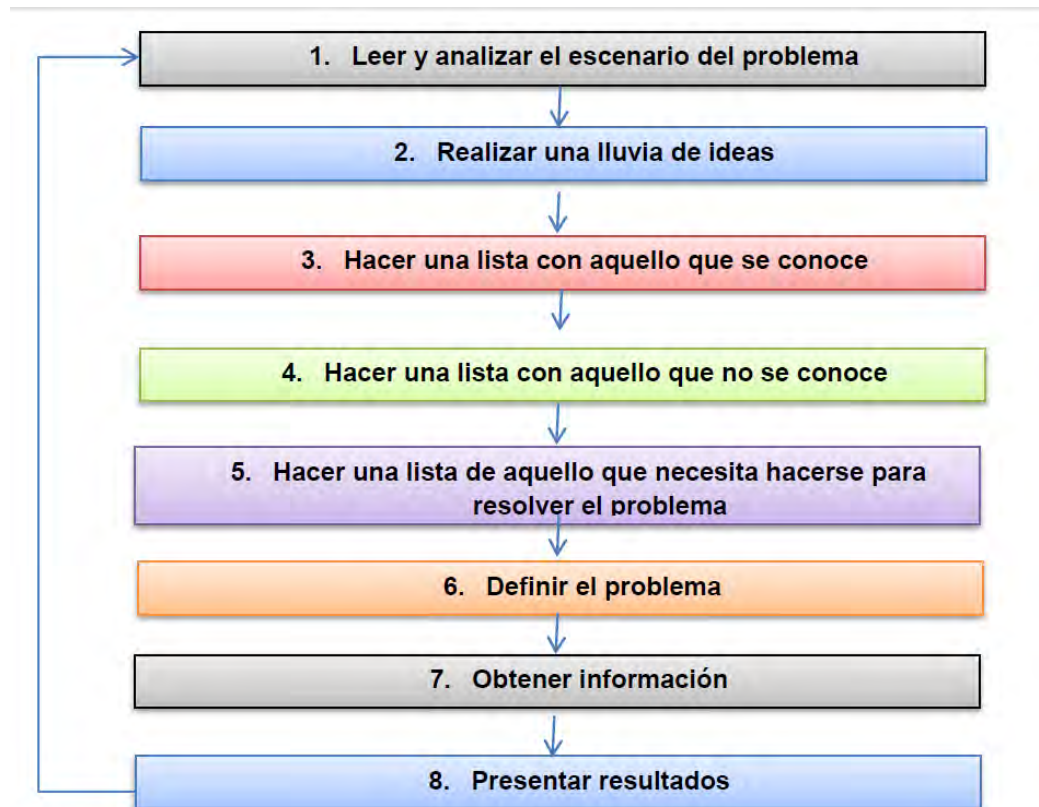 1. Leer y analizar el escenario del problema
2. Realizar una lluvia de ideas
3. Hacer una lista con aquello que se conoce
4. Hacer una lista con aquello que no se conoce
5. Hacer una lista de aquello que necesita hacerse para
resolver el problema
6. Definir el problema
7. Obtener información
8. Presentar resultados